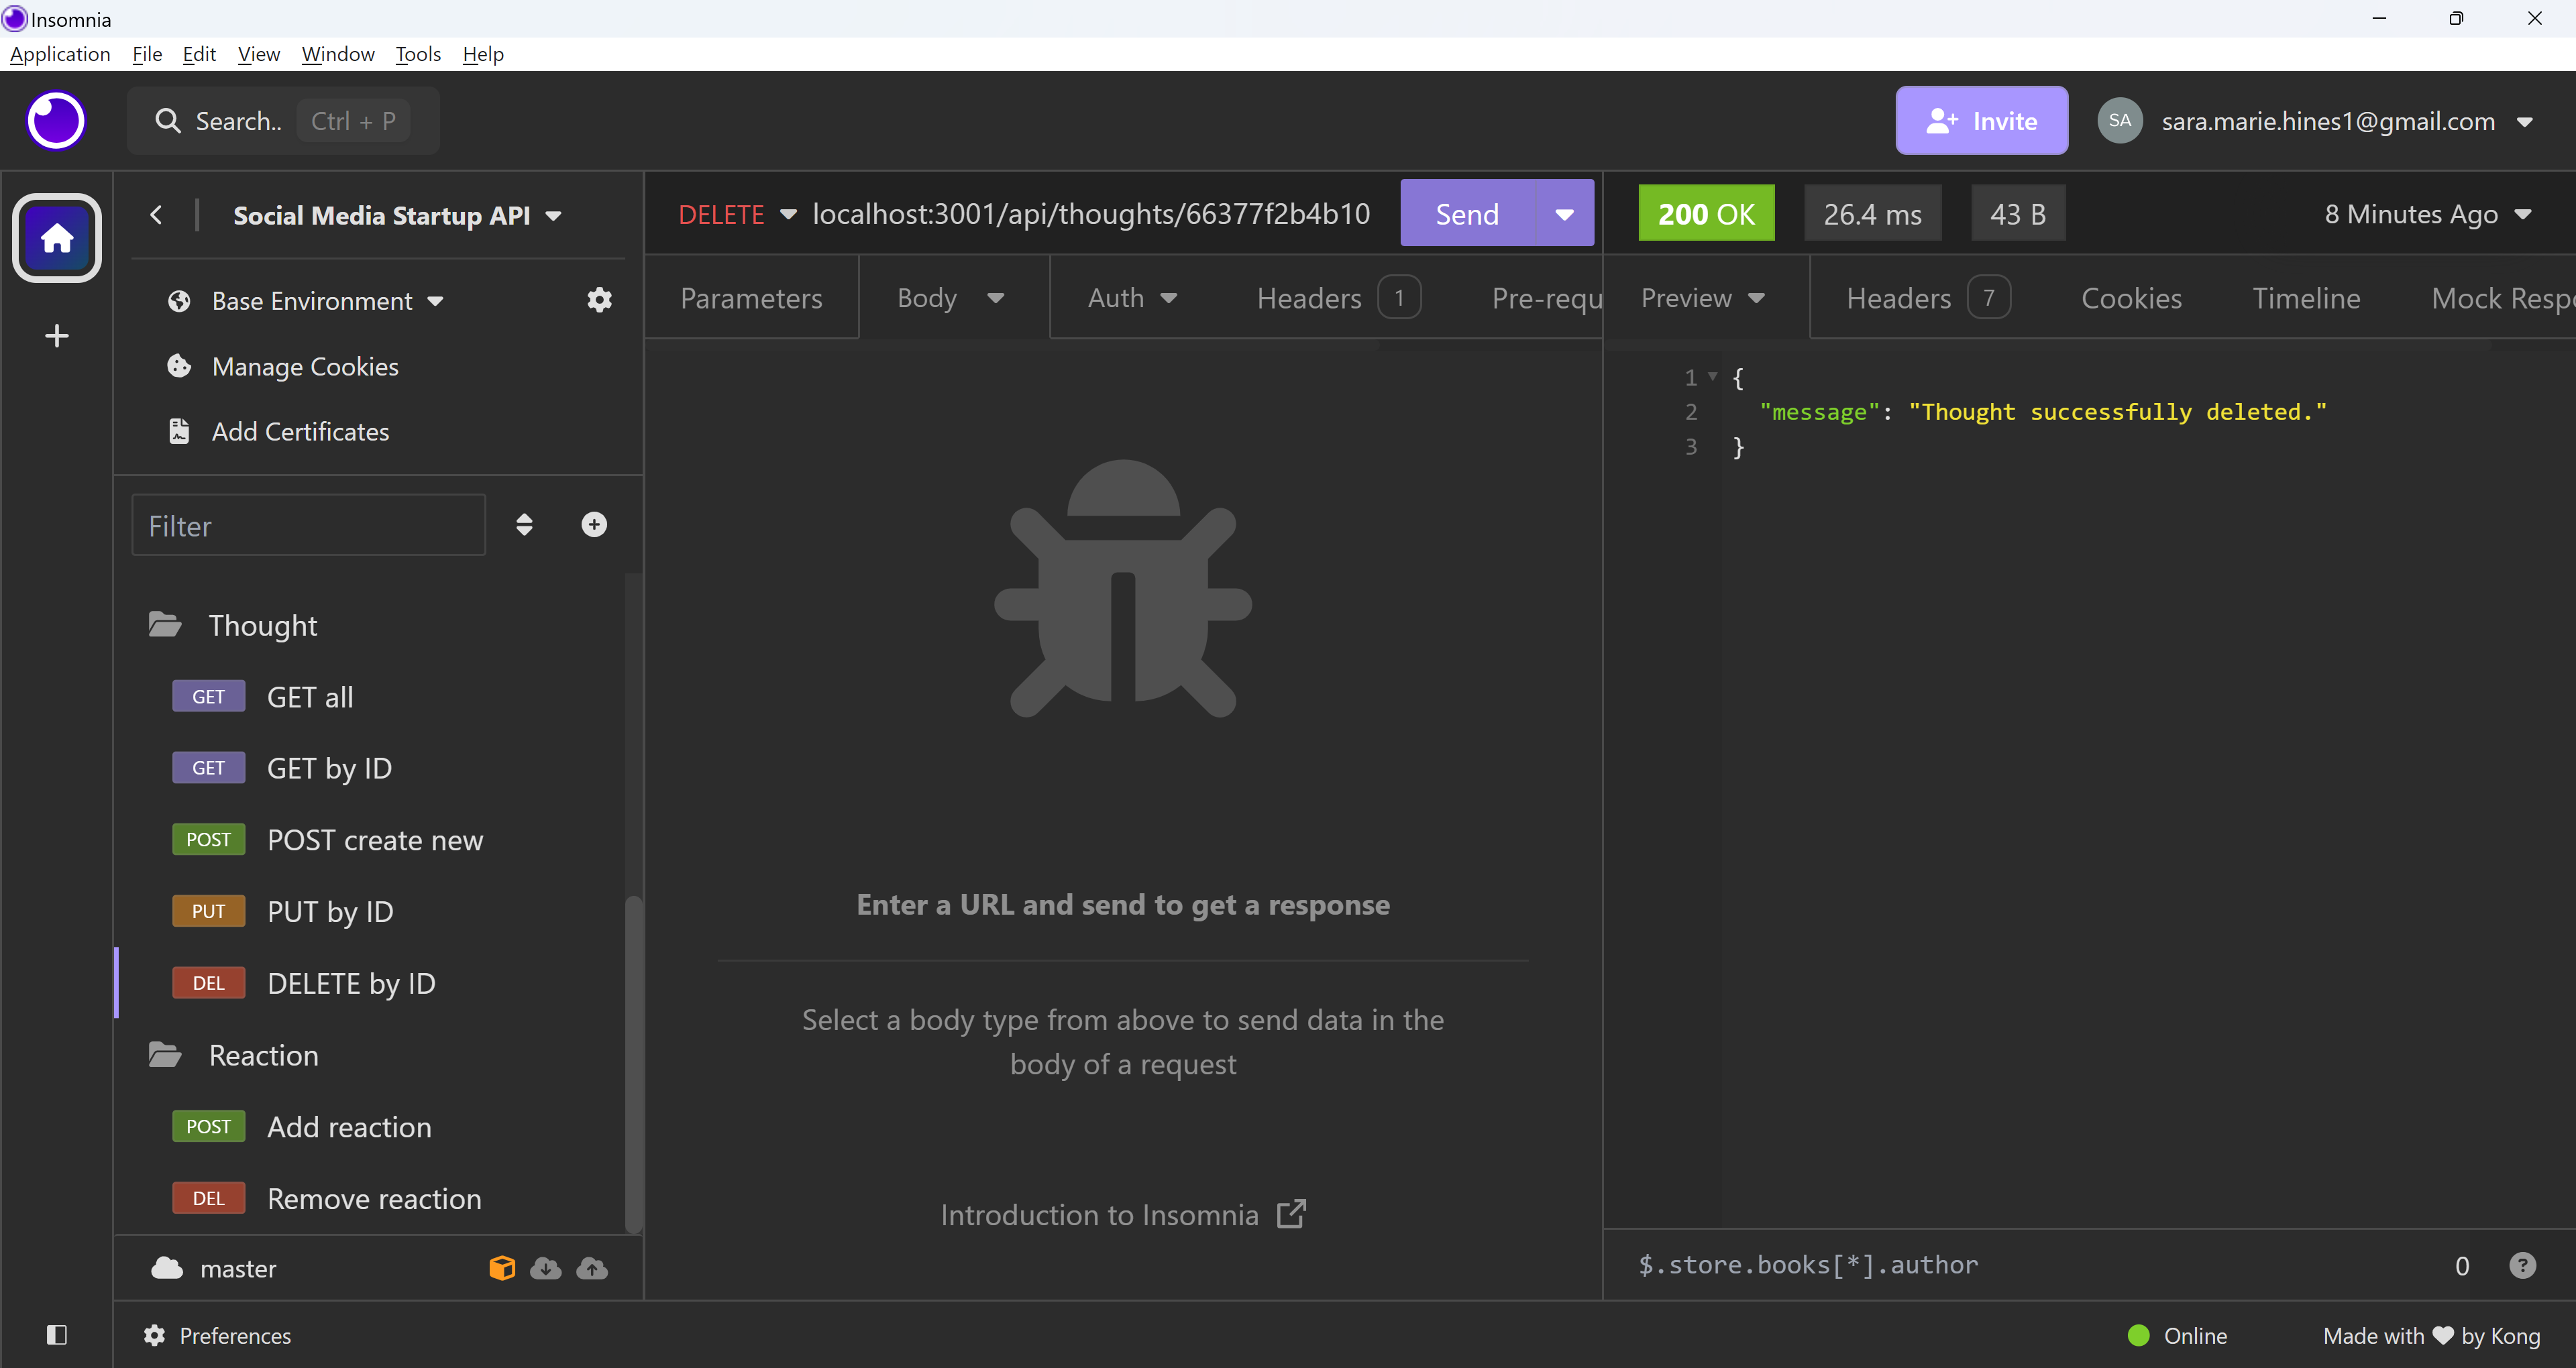 Insomnia
Application File Edit View Window Tools Help
Search.. Ctrl + P
Invite
SA
sara.marie.hines1@gmail.com
Social Media Startup API
DELETE localhost:3001/api/thoughts/66377f2b4b10
Send
200 OK
26.4 ms
43 B
8 Minutes Ago
Base Environment
Manage Cookies
Add Certificates
Parameters Body Auth Headers 1 Pre-requ
Preview Headers 7 Cookies Timeline Mock Resp
1 {
2 "message": "Thought successfully deleted."
3 }
Filter
Thought
GET GET all
GET GET by ID
POST POST create new
PUT PUT by ID
DEL DELETE by ID
Reaction
POST Add reaction
DEL Remove reaction
Enter a URL and send to get a response
Select a body type from above to send data in the
body of a request
Introduction to Insomnia
master
$.store.books[*].author
0
?
Preferences
Online
Made with ❤ by Kong